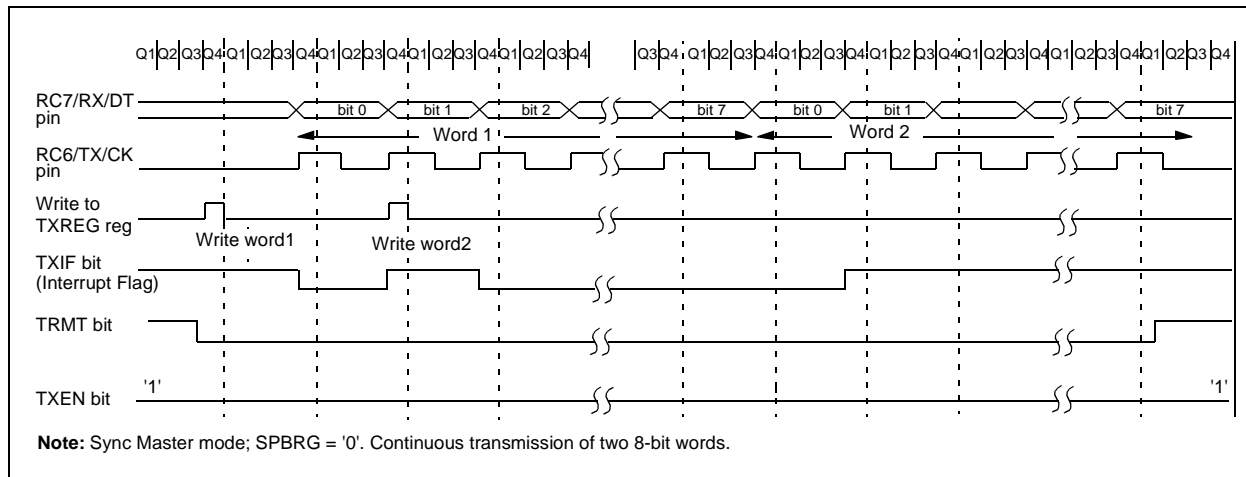 Q1 Q2 Q3 Q4 Q1 Q2 Q3 Q4 Q1 Q2 Q3 Q4 Q1 Q2 Q3 Q4 Q1 Q2 Q3 Q4 Q3 Q4 Q1 Q2 Q3 Q4 Q1 Q2 Q3 Q4 Q1 Q2 Q3 Q4 Q1 Q2 Q3 Q4 Q1 Q2 Q3 Q4 Q1 Q2 Q3 Q4
RC7/RX/DT
pin
bit 0 bit 1 bit 2 bit 7 bit 0 bit 1 bit 7
Word 1 Word 2
RC6/TX/CK
pin
Write to
TXREG reg
Write word1 Write word2
TXIF bit
(Interrupt Flag)
TRMT bit
'1' '1'
TXEN bit
Note: Sync Master mode; SPBRG = '0'. Continuous transmission of two 8-bit words.